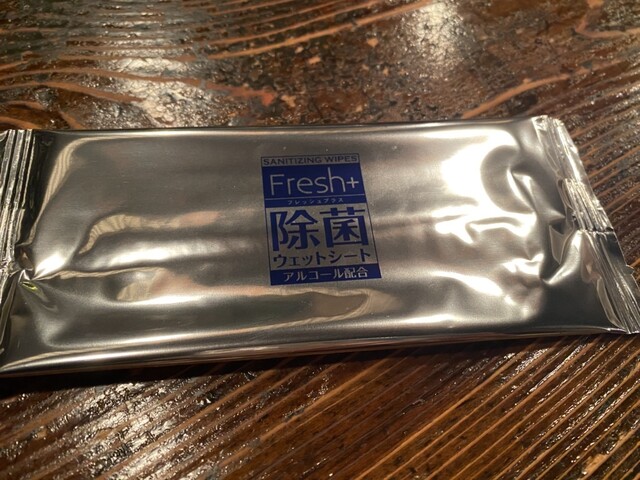 SANITIZING WIPES
Fresh+
フレッシュプラス
除菌
ウェットシート
アルコール配合